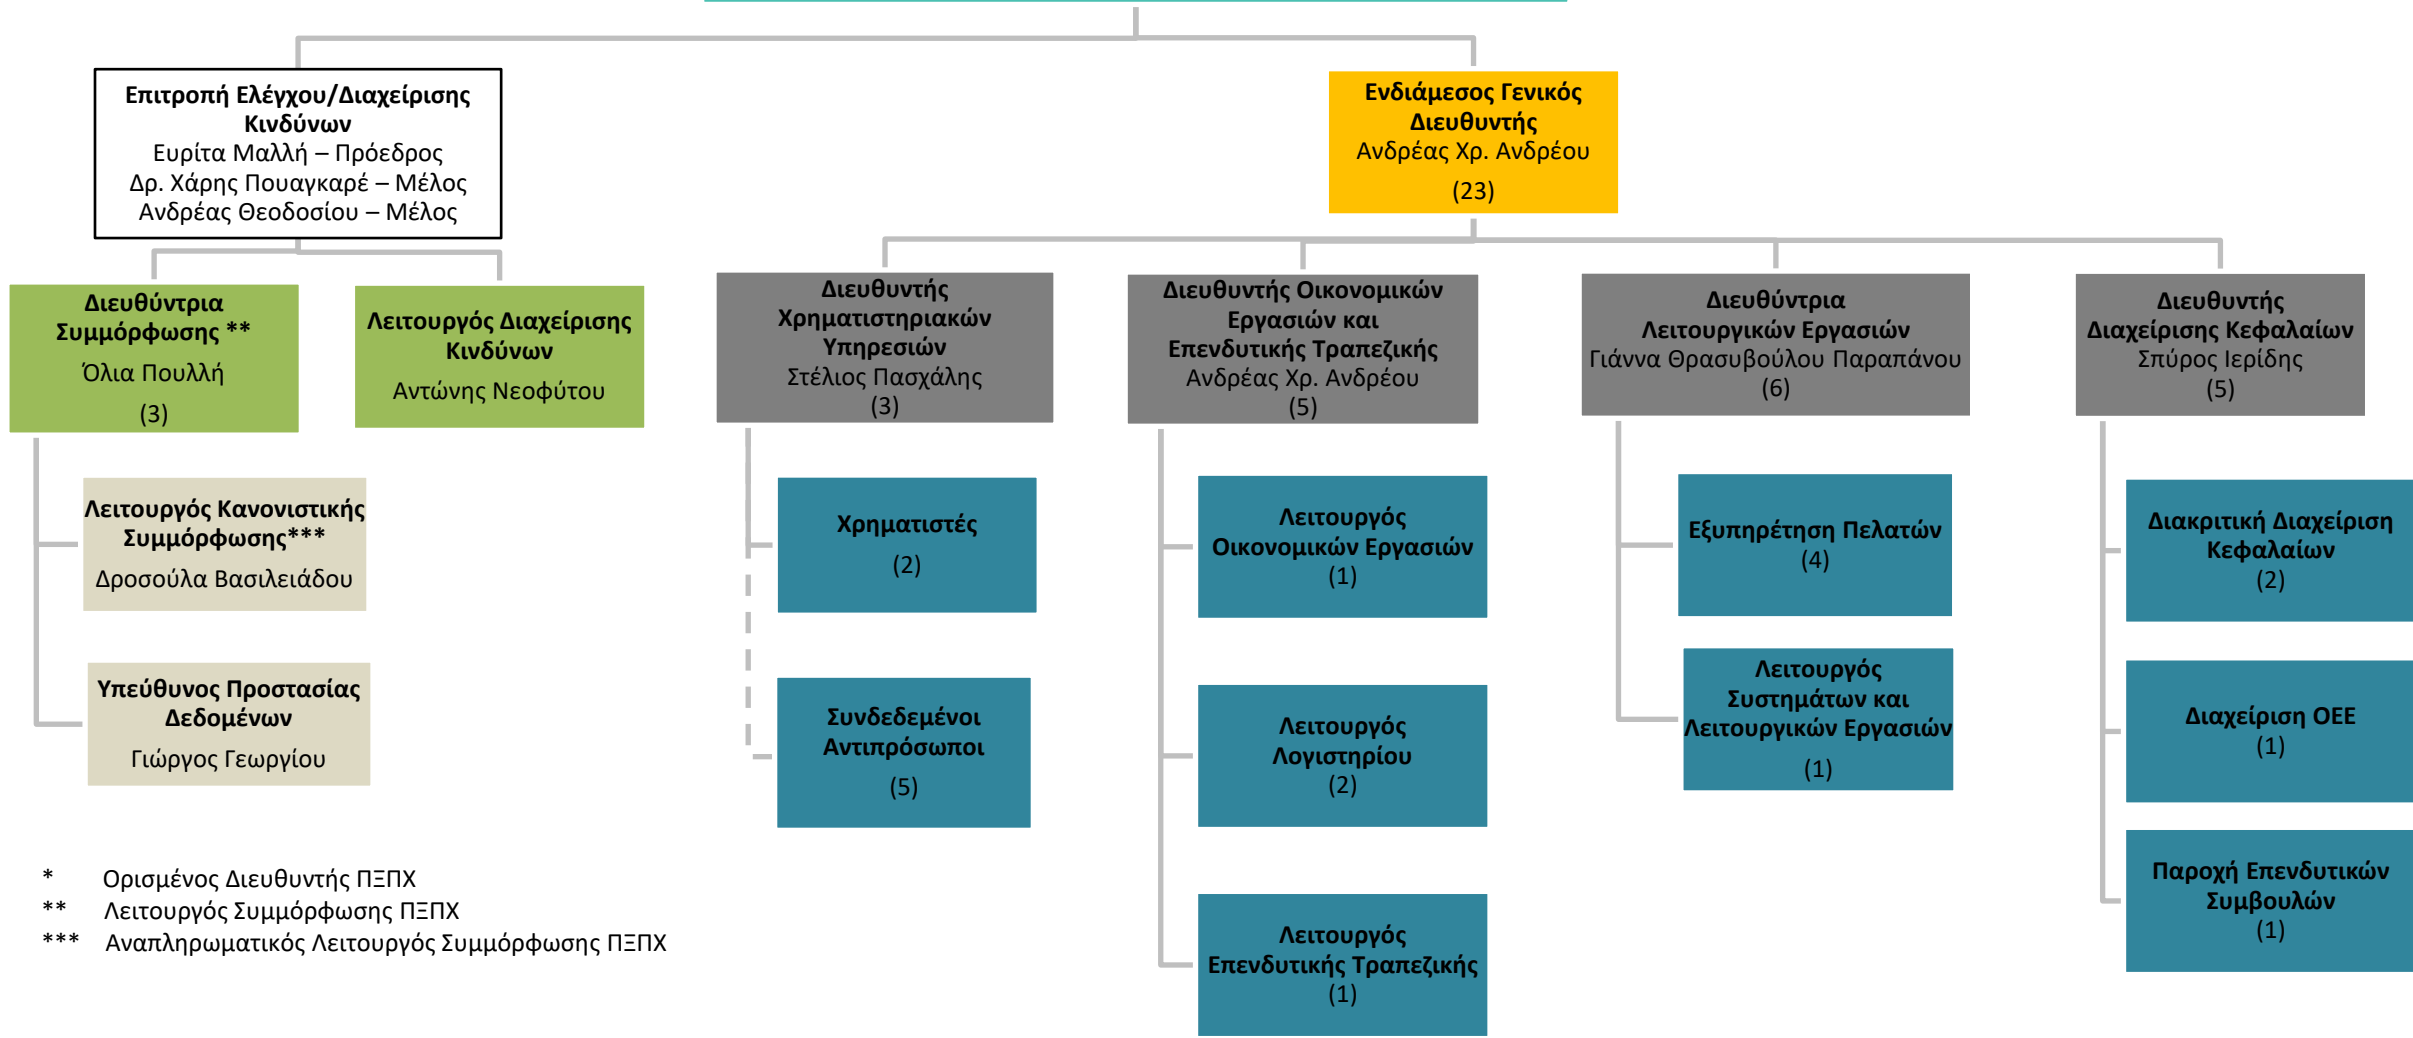 Επιτροπή Ελέγχου/Διαχείρισης
Κινδύνων
Ευρίτα Μαλλή – Πρόεδρος
Δρ. Χάρης Πουαγκαρέ – Μέλος
Ανδρέας Θεοδοσίου – Μέλος
Ενδιάμεσος Γενικός
Διευθυντής
Ανδρέας Χρ. Ανδρέου
(23)
Διευθύντρια
Συμμόρφωσης **
Όλια Πουλλή
(3)
Λειτουργός Διαχείρισης
Κινδύνων
Αντώνης Νεοφύτου
Διευθυντής
Χρηματιστηριακών
Υπηρεσιών
Στέλιος Πασχάλης
(3)
Διευθυντής Οικονομικών
Εργασιών και
Επενδυτικής Τραπεζικής
Ανδρέας Χρ. Ανδρέου
(5)
Διευθύντρια
Λειτουργικών Εργασιών
Γιάννα Θρασυβούλου Παραπάνου
(6)
Διευθυντής
Διαχείρισης Κεφαλαίων
Σπύρος Ιερίδης
(5)
Λειτουργός Κανονιστικής
Συμμόρφωσης***
Δροσούλα Βασιλειάδου
Υπεύθυνος Προστασίας
Δεδομένων
Γιώργος Γεωργίου
Χρηματιστές
(2)
Συνδεδεμένοι
Αντιπρόσωποι
(5)
Λειτουργός
Οικονομικών Εργασιών
(1)
Λειτουργός
Λογιστηρίου
(2)
Λειτουργός
Επενδυτικής Τραπεζικής
(1)
Εξυπηρέτηση Πελατών
(4)
Λειτουργός
Συστημάτων και
Λειτουργικών Εργασιών
(1)
Διακριτική Διαχείριση
Κεφαλαίων
(2)
Διαχείριση ΟΕΕ
(1)
Παροχή Επενδυτικών
Συμβουλών
(1)
* Ορισμένος Διευθυντής ΠΞΠΧ
** Λειτουργός Συμμόρφωσης ΠΞΠΧ
*** Αναπληρωματικός Λειτουργός Συμμόρφωσης ΠΞΠΧ